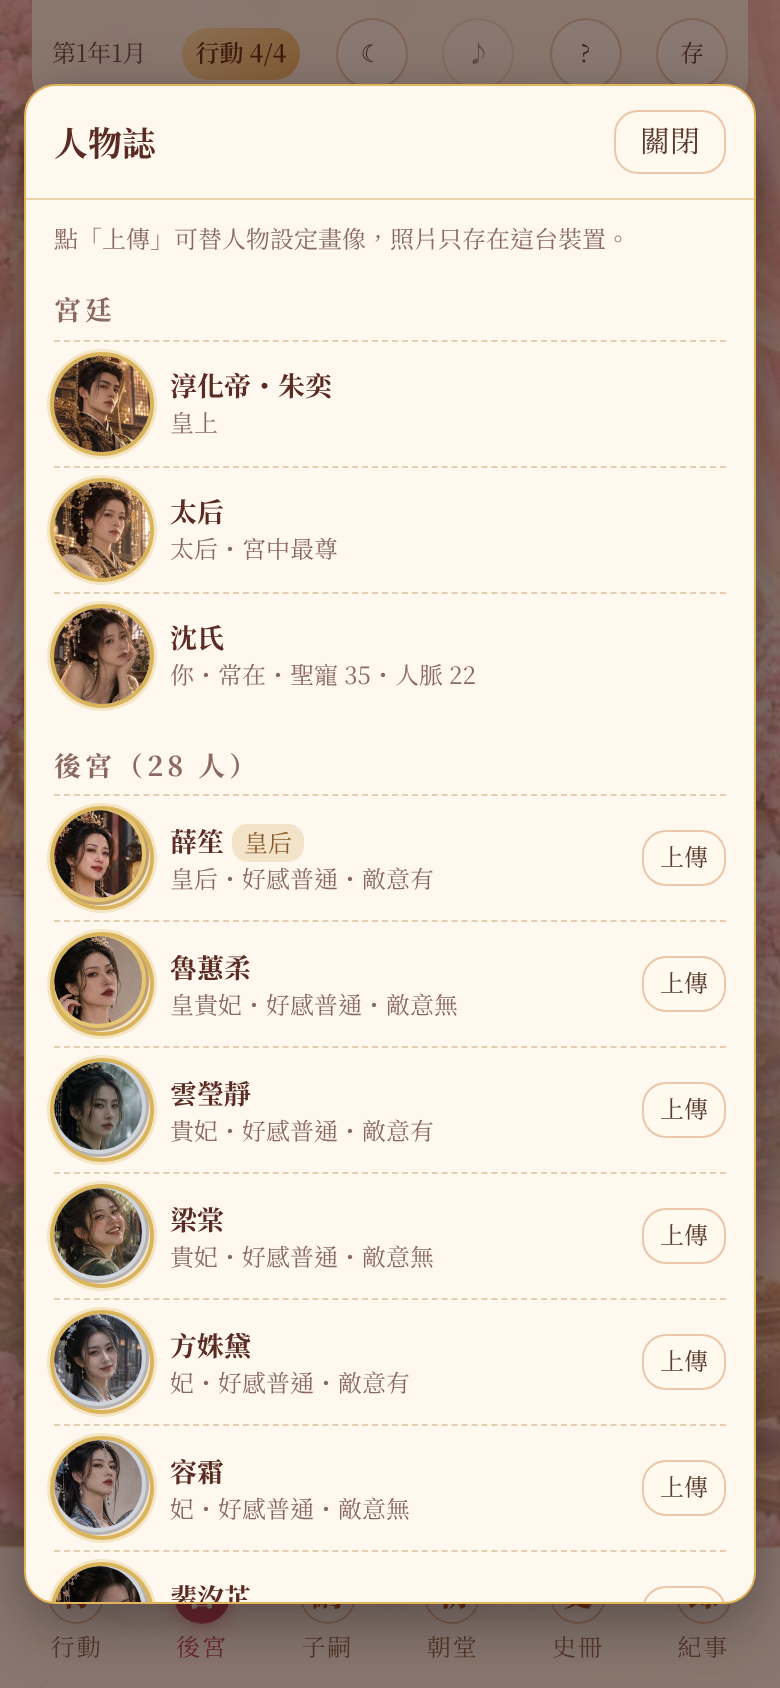 第1年1月 行動 4/4 ☾ ♪ ? 存
人物誌 關閉
點「上傳」可替人物設定畫像，照片只存在這台裝置。
宮廷
淳化帝・朱奕
皇上
太后
太后・宮中最尊
沈氏
你・常在・聖寵 35・人脈 22
後宮（28 人）
薛笙 皇后
皇后・好感普通・敵意有
上傳
魯蕙柔
皇貴妃・好感普通・敵意無
上傳
雲瑩靜
貴妃・好感普通・敵意有
上傳
梁棠
貴妃・好感普通・敵意無
上傳
方姝黛
妃・好感普通・敵意有
上傳
容霜
妃・好感普通・敵意無
上傳
裴汐芷
行動 後宮 子嗣 朝堂 史冊 紀事